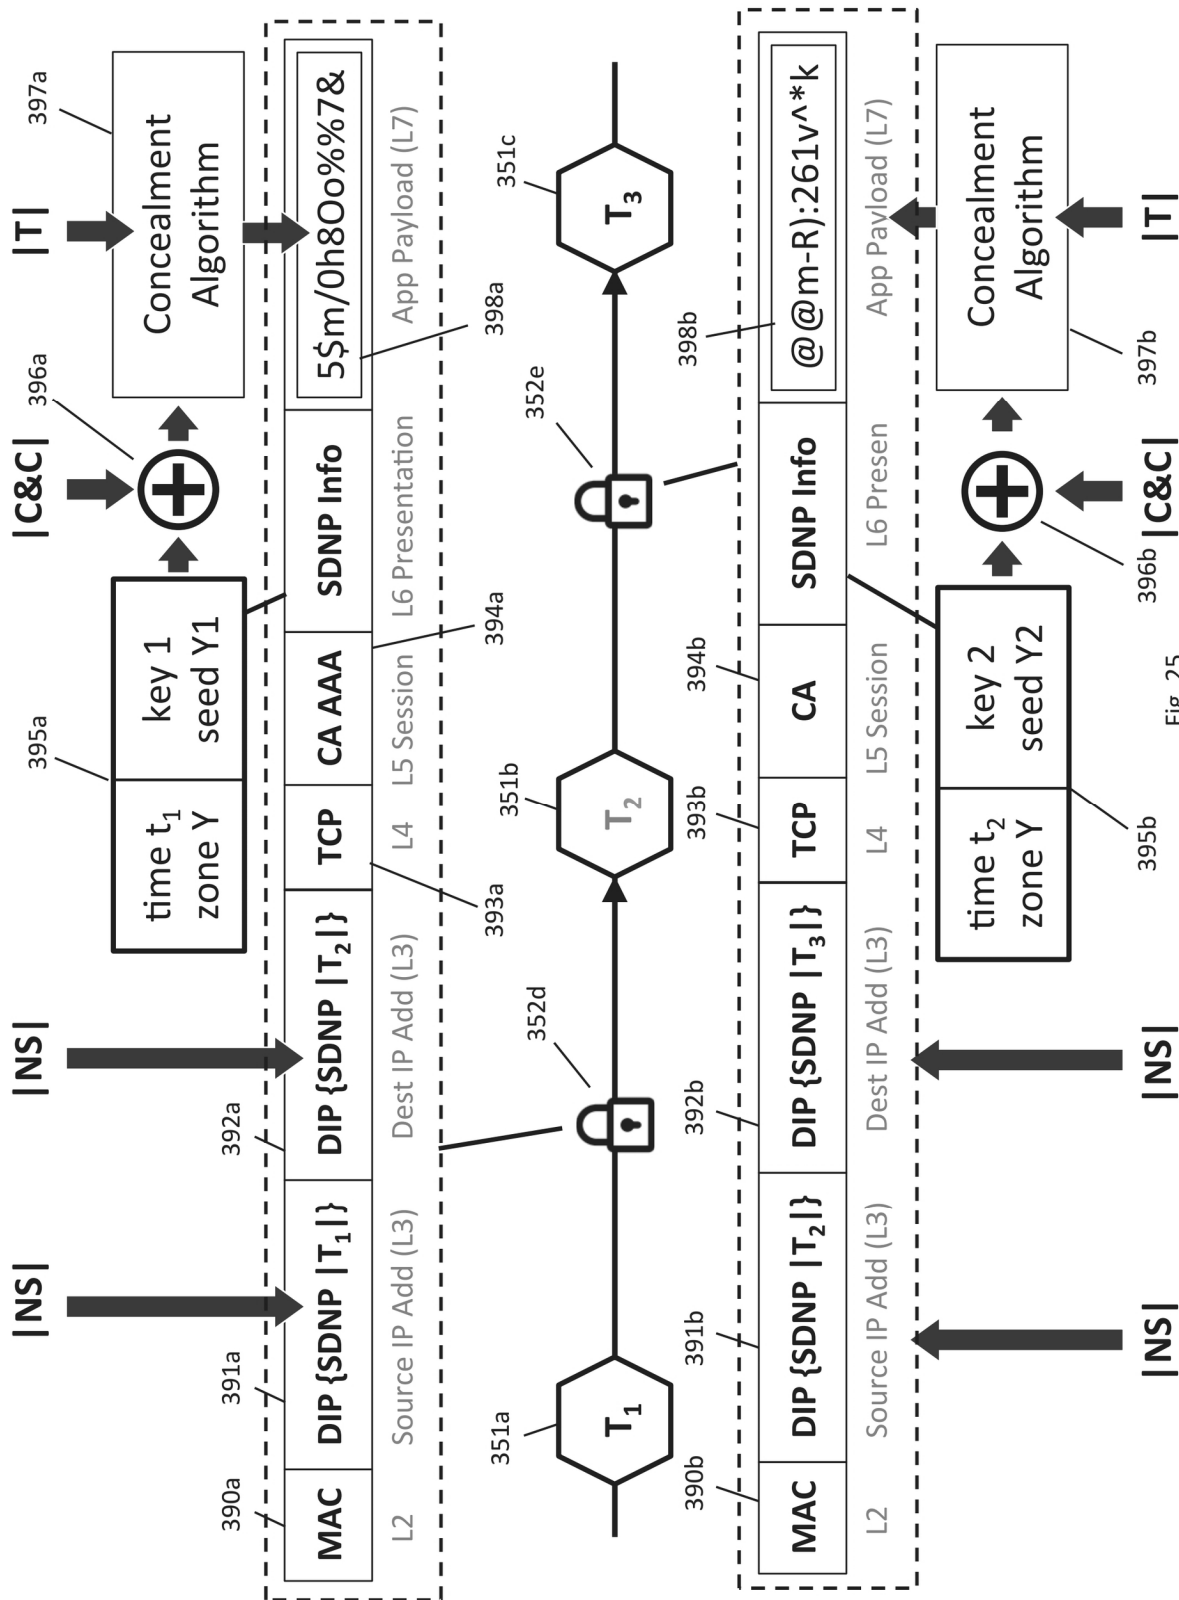 |NS|
|NS|
|C&C|
|T|
395a
396a
397a
time t1
zone Y
key 1
seed Y1
Concealment
Algorithm
390a
391a
392a
MAC
DIP {SDNP |T1|}
DIP {SDNP |T2|}
TCP
CA AAA
SDNP Info
5$m/0h8Oo%%7&
L2
Source IP Add (L3)
Dest IP Add (L3)
L4
L5 Session
L6 Presentation
App Payload (L7)
393a
394a
398a
351a
352d
351b
352e
351c
T1
T2
T3
390b
391b
392b
393b
394b
398b
MAC
DIP {SDNP |T2|}
DIP {SDNP |T3|}
TCP
CA
SDNP Info
@@m-R):261v^*k
L2
Source IP Add (L3)
Dest IP Add (L3)
L4
L5 Session
L6 Presen
App Payload (L7)
time t2
zone Y
key 2
seed Y2
Concealment
Algorithm
395b
396b
397b
|NS|
|NS|
|C&C|
|T|
Fig. 25